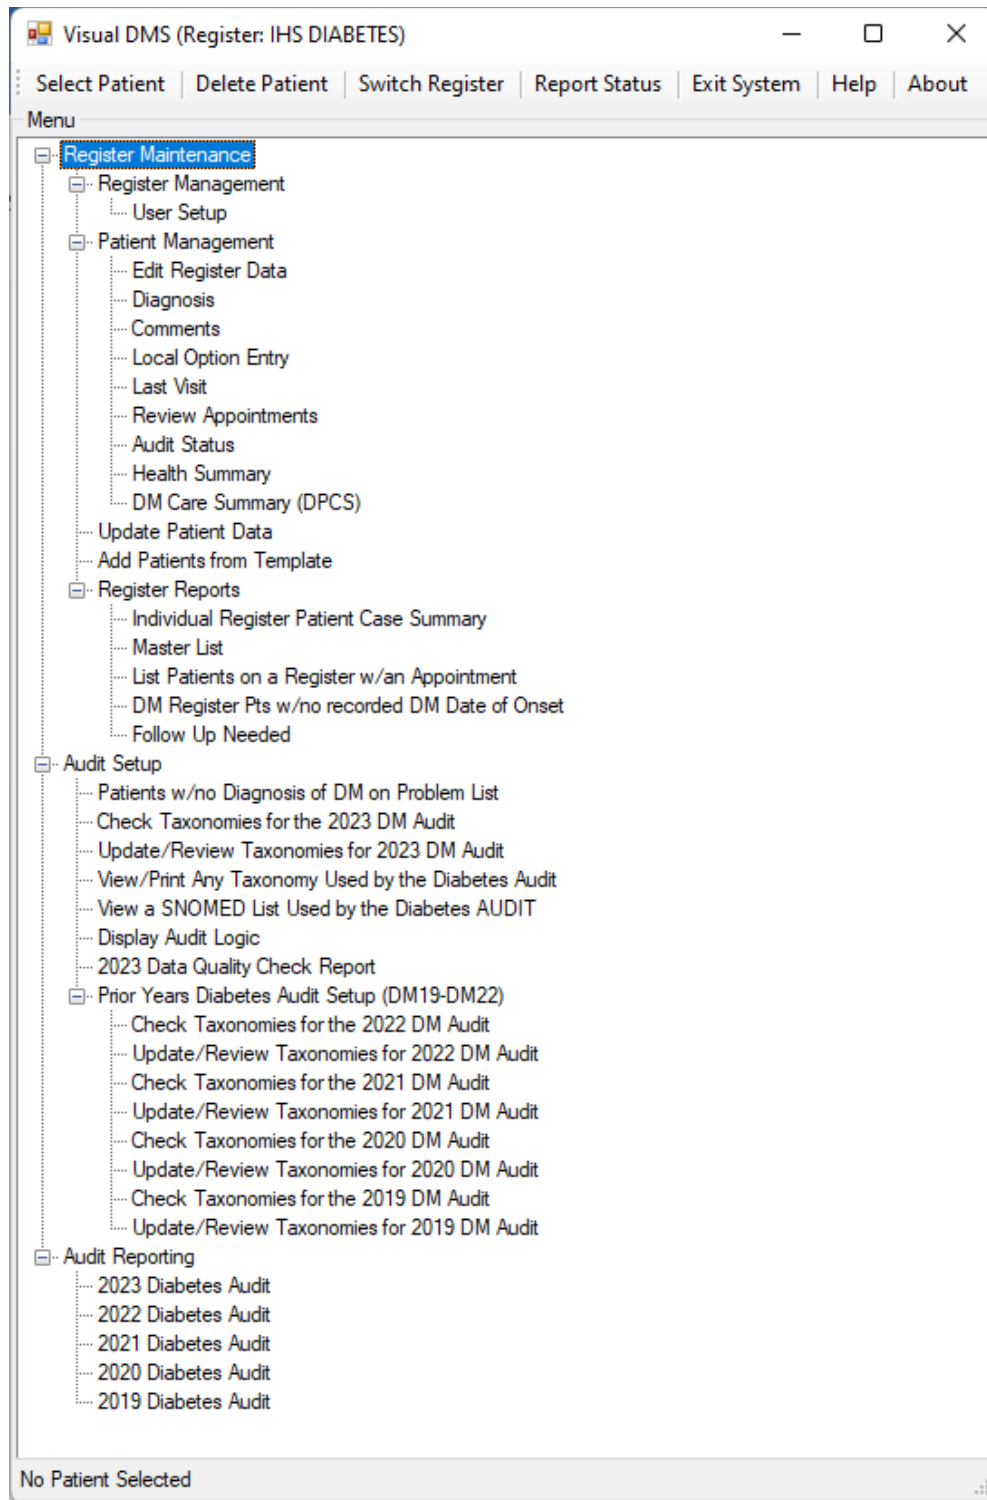 Visual DMS (Register: IHS DIABETES)
Select Patient Delete Patient Switch Register Report Status Exit System Help About
Menu
Register Maintenance
Register Management
User Setup
Patient Management
Edit Register Data
Diagnosis
Comments
Local Option Entry
Last Visit
Review Appointments
Audit Status
Health Summary
DM Care Summary (DPCS)
Update Patient Data
Add Patients from Template
Register Reports
Individual Register Patient Case Summary
Master List
List Patients on a Register w/an Appointment
DM Register Pts w/no recorded DM Date of Onset
Follow Up Needed
Audit Setup
Patients w/no Diagnosis of DM on Problem List
Check Taxonomies for the 2023 DM Audit
Update/Review Taxonomies for 2023 DM Audit
View/Print Any Taxonomy Used by the Diabetes Audit
View a SNOMED List Used by the Diabetes AUDIT
Display Audit Logic
2023 Data Quality Check Report
Prior Years Diabetes Audit Setup (DM19-DM22)
Check Taxonomies for the 2022 DM Audit
Update/Review Taxonomies for 2022 DM Audit
Check Taxonomies for the 2021 DM Audit
Update/Review Taxonomies for 2021 DM Audit
Check Taxonomies for the 2020 DM Audit
Update/Review Taxonomies for 2020 DM Audit
Check Taxonomies for the 2019 DM Audit
Update/Review Taxonomies for 2019 DM Audit
Audit Reporting
2023 Diabetes Audit
2022 Diabetes Audit
2021 Diabetes Audit
2020 Diabetes Audit
2019 Diabetes Audit
No Patient Selected